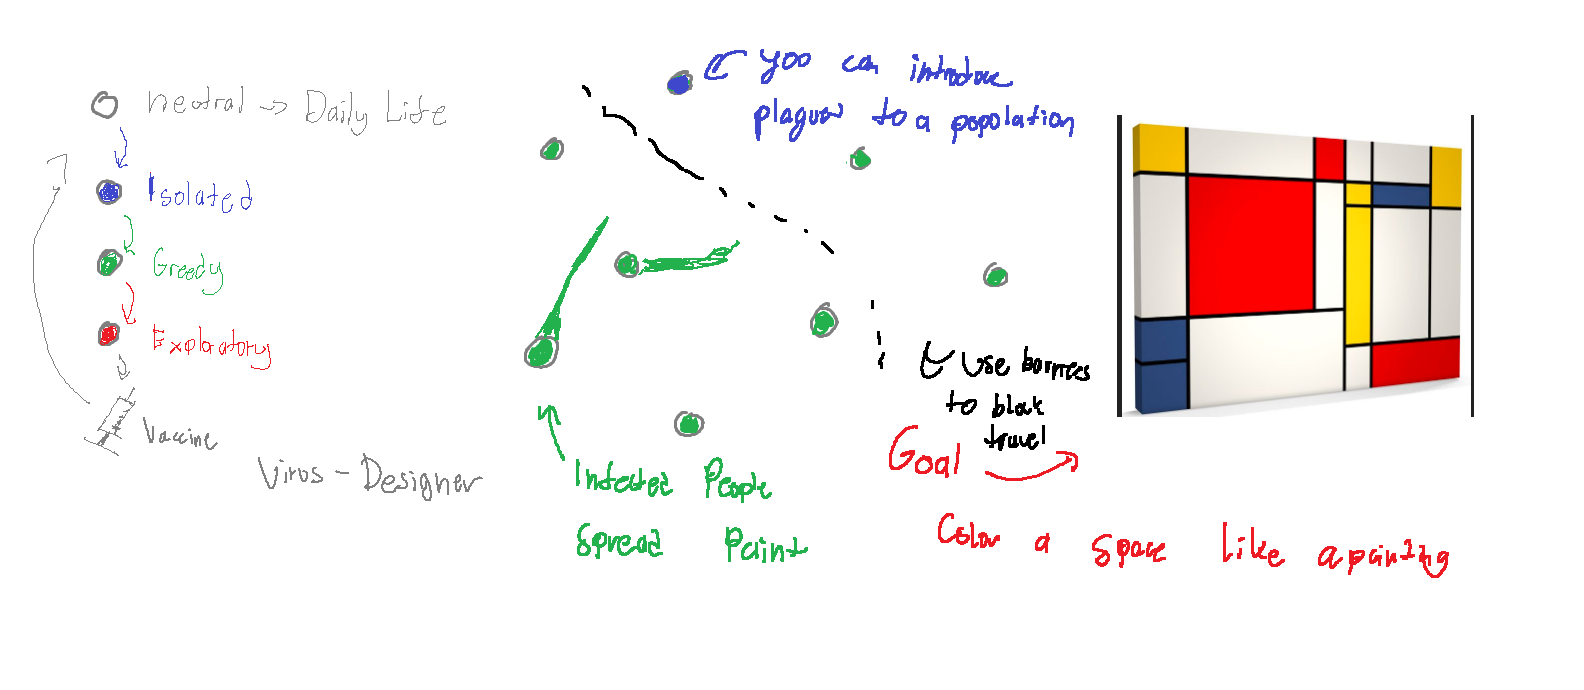 neutral → Daily Life
Isolated
Greedy
Exploratory
Vaccine
Virus - Designer
you can introduce
plagues to a population
Infected People
Spread Paint
Use barriers
to block
travel
Goal
Color a space like a painting